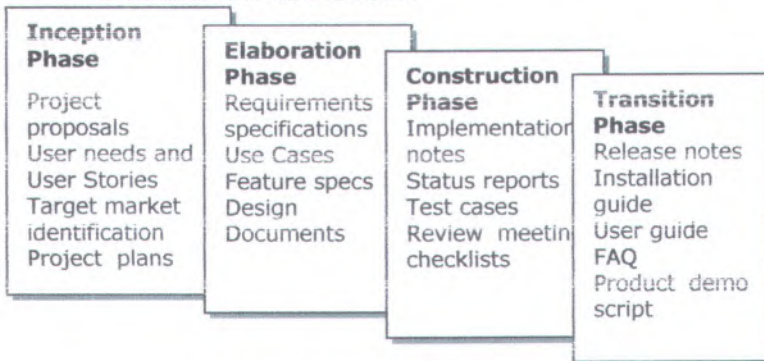 Inception
Phase
Project
proposals
User needs and
User Stories
Target market
identification
Project plans
Elaboration
Phase
Requirements
specifications
Use Cases
Feature specs
Design
Documents
Construction
Phase
Implementation
notes
Status reports
Test cases
Review meetin
checklists
Transition
Phase
Release notes
Installation
guide
User guide
FAQ
Product demo
script